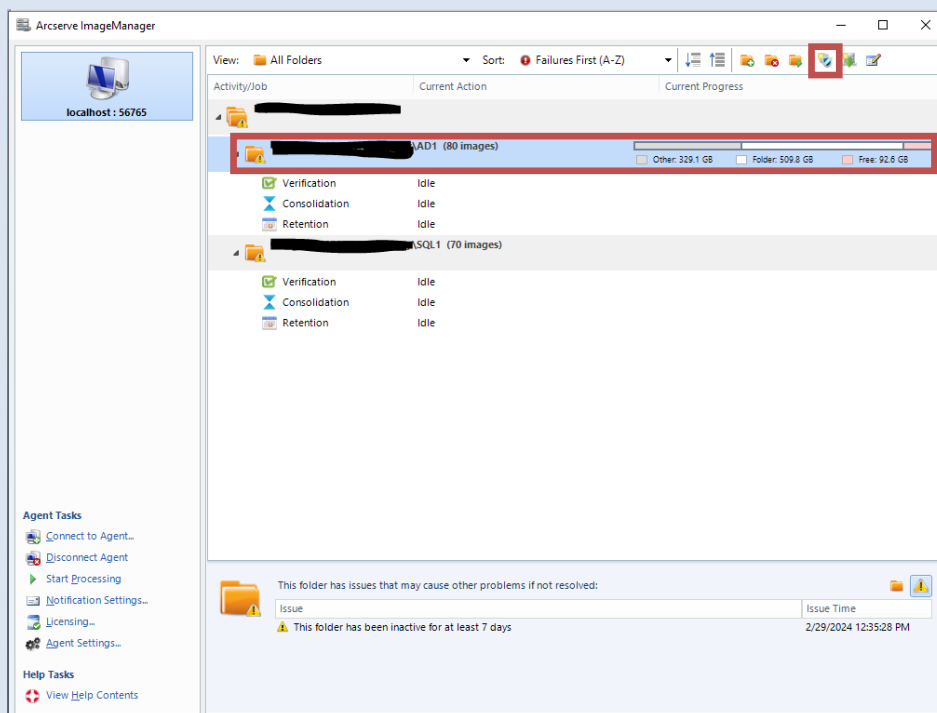 Arcserve ImageManager
localhost : 56765
View: All Folders Sort: Failures First (A-Z)
Activity/Job Current Action Current Progress
\AD1 (80 images)
Other: 329.1 GB Folder: 509.8 GB Free: 92.6 GB
Verification Idle
Consolidation Idle
Retention Idle
\SQL1 (70 images)
Verification Idle
Consolidation Idle
Retention Idle
Agent Tasks
Connect to Agent...
Disconnect Agent
Start Processing
Notification Settings...
Licensing...
Agent Settings...
Help Tasks
View Help Contents
This folder has issues that may cause other problems if not resolved:
Issue Issue Time
This folder has been inactive for at least 7 days 2/29/2024 12:35:28 PM